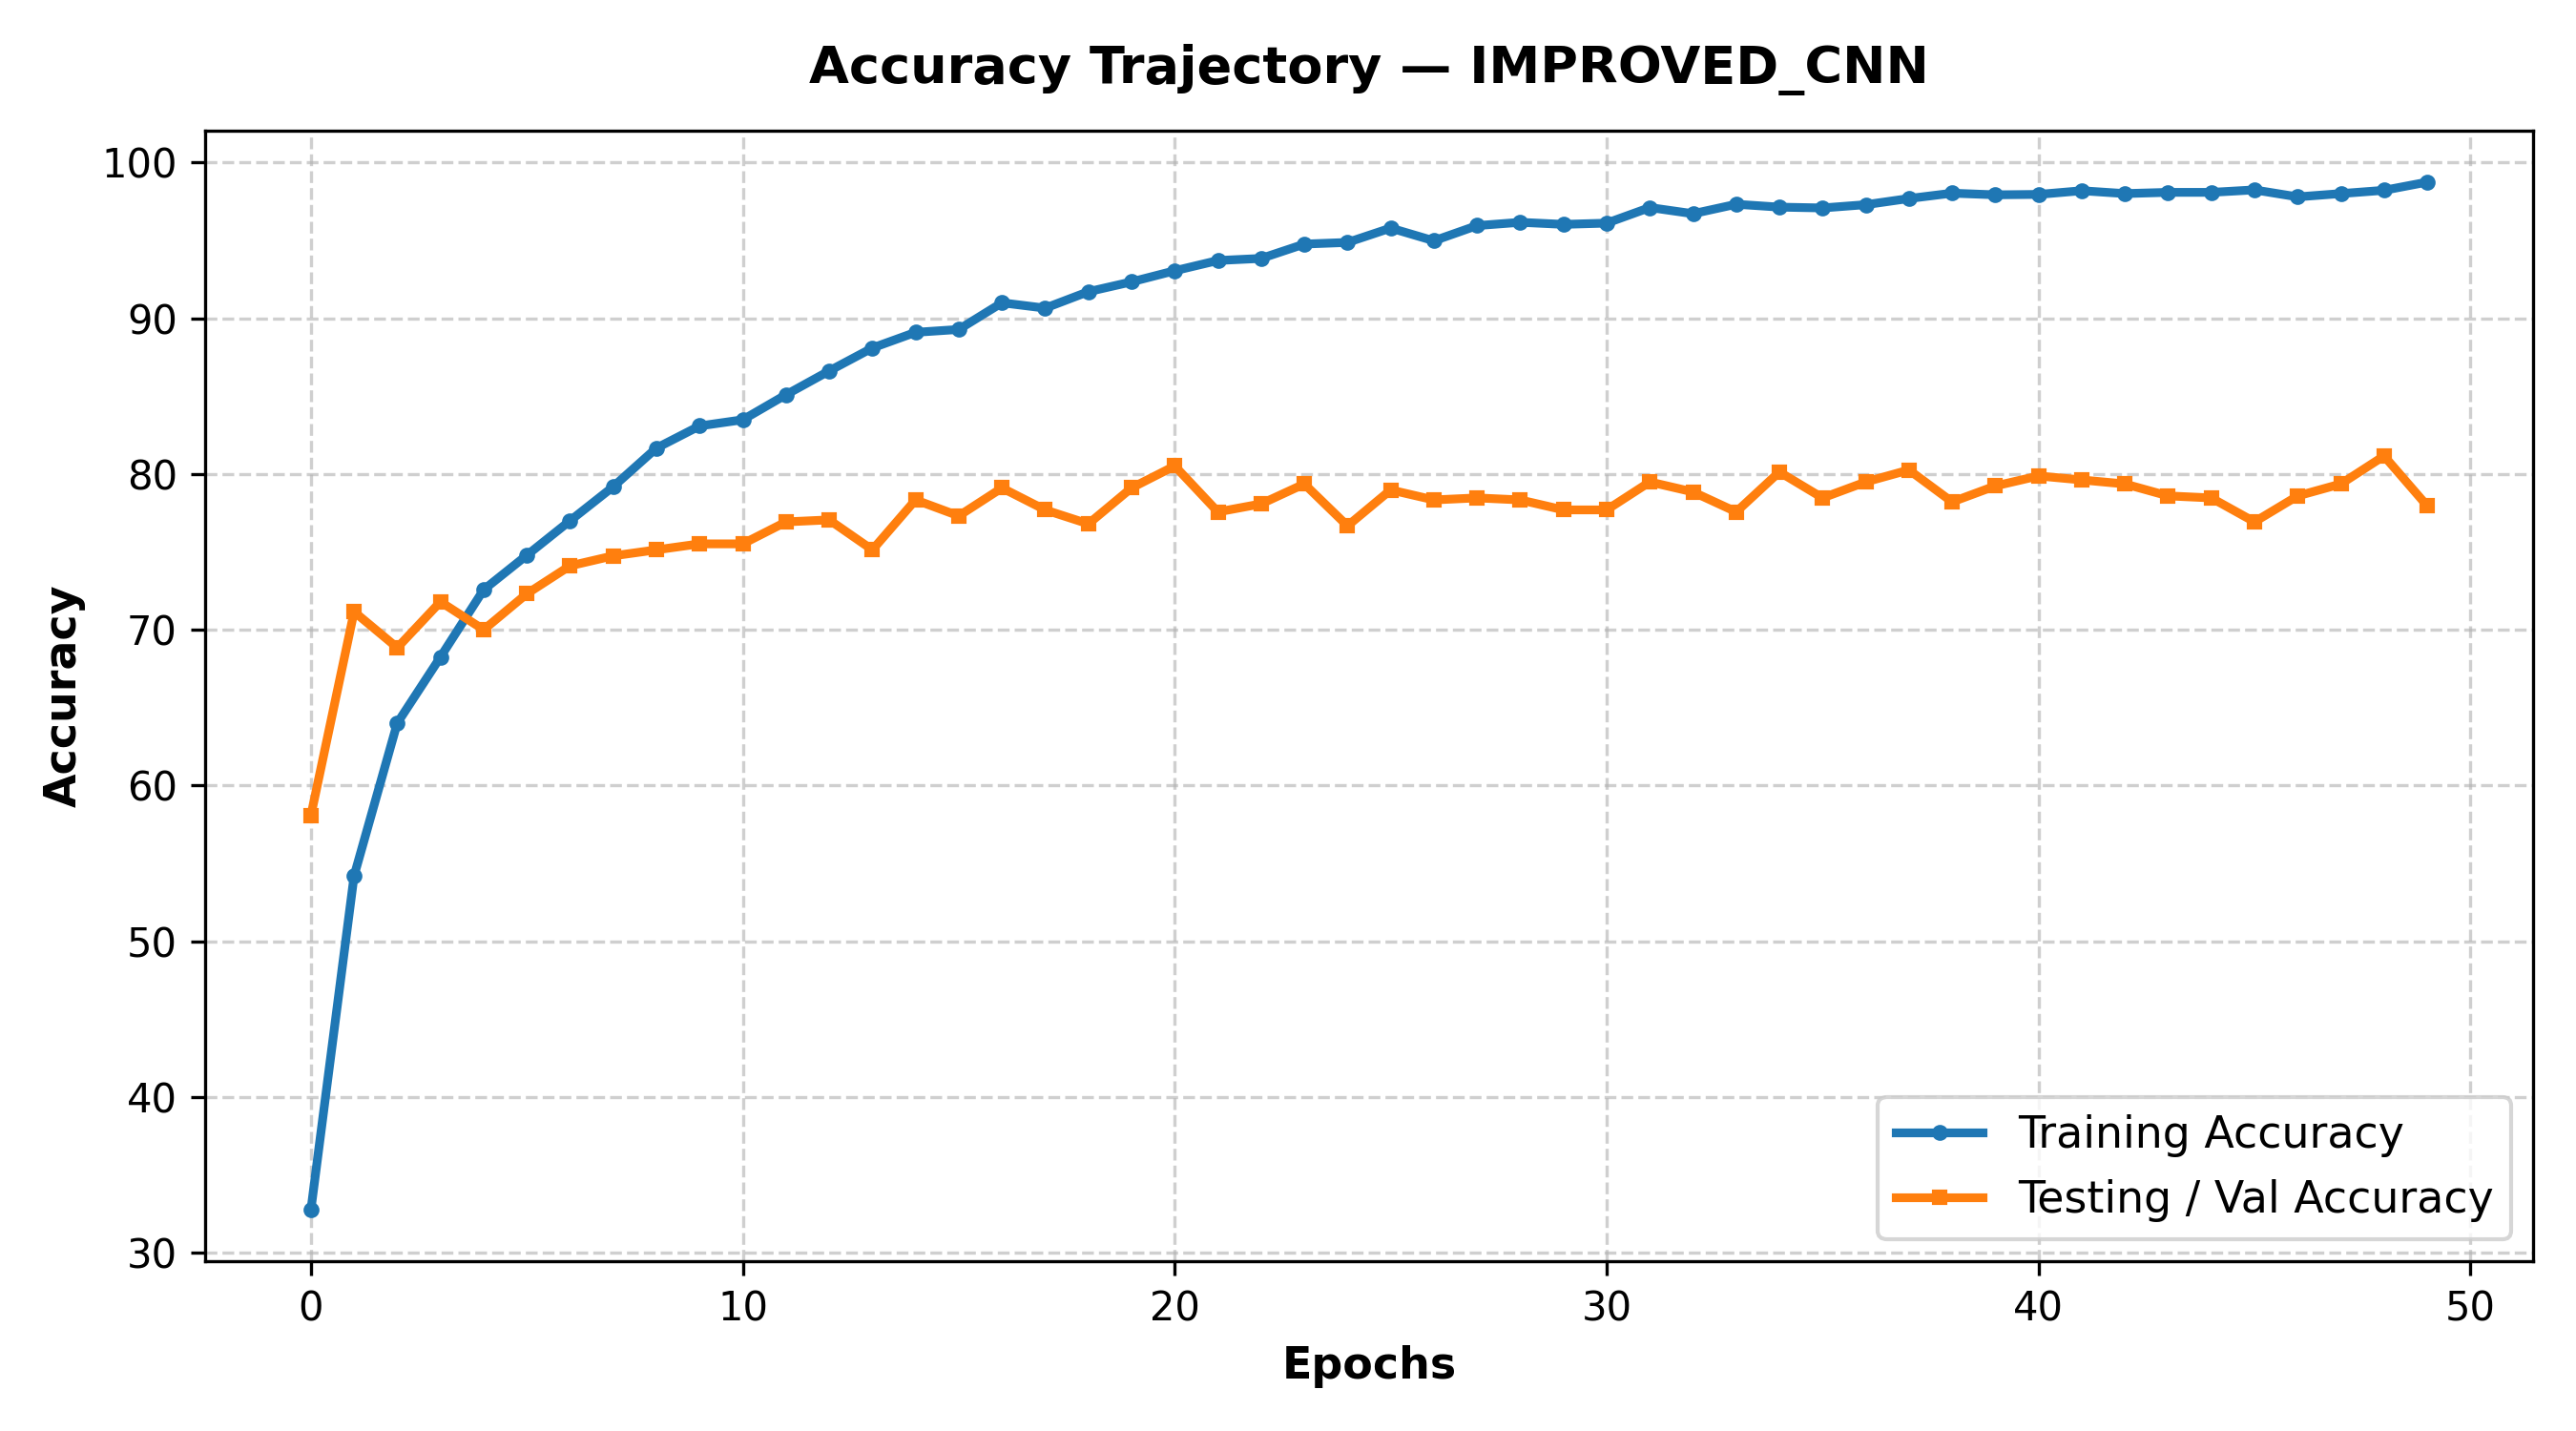 Accuracy Trajectory — IMPROVED_CNN
100
90
80
70
60
50
40
30
Accuracy
Training Accuracy
Testing / Val Accuracy
0 10 20 30 40 50
Epochs